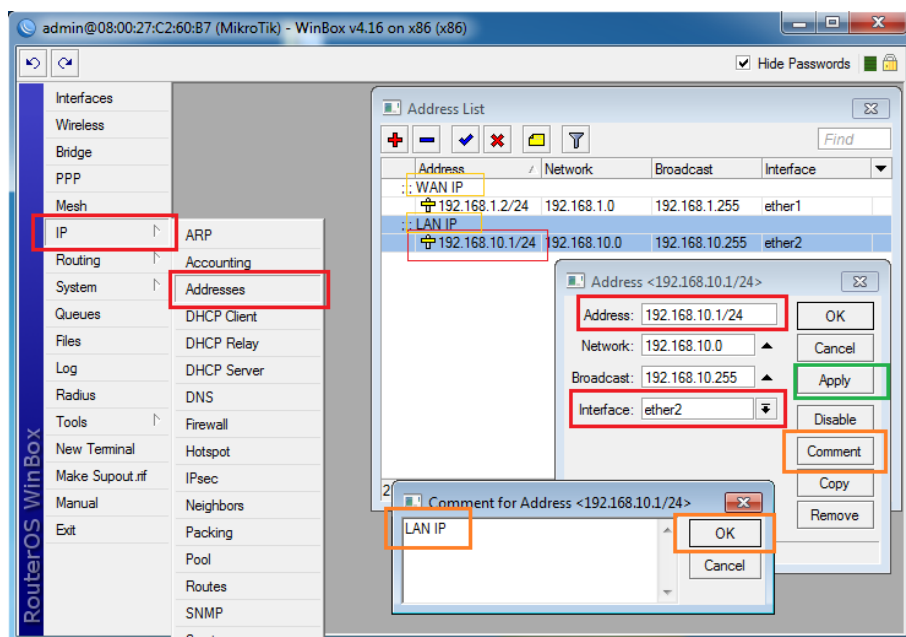 admin@08:00:27:C2:60:B7 (MikroTik) - WinBox v4.16 on x86 (x86)
Hide Passwords
Interfaces
Wireless
Bridge
PPP
Mesh
IP
Routing
System
Queues
Files
Log
Radius
Tools
New Terminal
Make Supout.rif
Manual
Exit
RouterOS WinBox
ARP
Accounting
Addresses
DHCP Client
DHCP Relay
DHCP Server
DNS
Firewall
Hotspot
IPsec
Neighbors
Packing
Pool
Routes
SNMP
Address List
Find
Address Network Broadcast Interface
;;; WAN IP
192.168.1.2/24 192.168.1.0 192.168.1.255 ether1
;;; LAN IP
192.168.10.1/24 192.168.10.0 192.168.10.255 ether2
2
Address <192.168.10.1/24>
Address: 192.168.10.1/24
Network: 192.168.10.0
Broadcast: 192.168.10.255
Interface: ether2
OK
Cancel
Apply
Disable
Comment
Copy
Remove
Comment for Address <192.168.10.1/24>
LAN IP
OK
Cancel